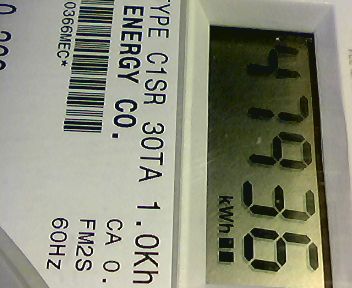 47936
kWh
TYPE C1SR 30TA 1.0Kh
ENERGY CO.
CA 0.
FM2S
0366MEC*
60HZ